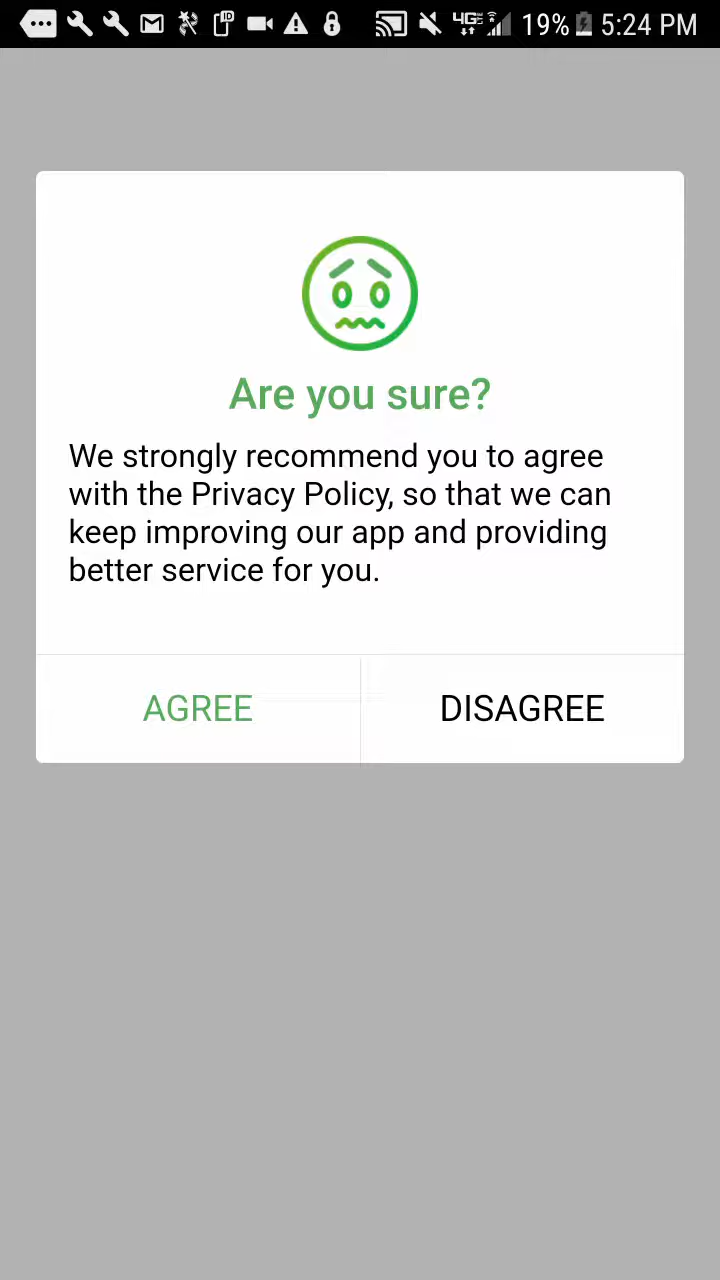 19% 5:24 PM
Are you sure?
We strongly recommend you to agree
with the Privacy Policy, so that we can
keep improving our app and providing
better service for you.
AGREE DISAGREE